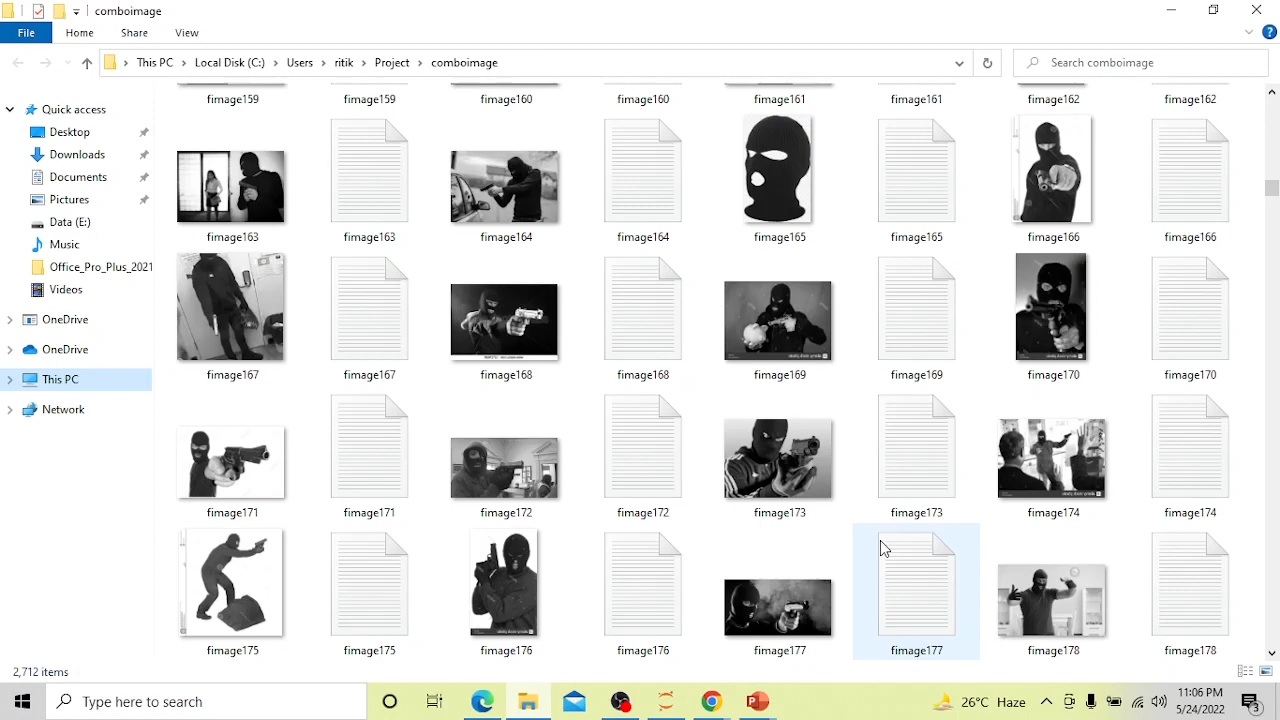 comboimage
File Home Share View
This PC Local Disk (C:) Users ritik Project comboimage
Search comboimage
Quick access
Desktop
Downloads
Documents
Pictures
Data (E:)
Music
Office_Pro_Plus_2021
Videos
OneDrive
OneDrive
This PC
Network
fimage159 fimage159 fimage160 fimage160 fimage161 fimage161 fimage162 fimage162
fimage163 fimage163 fimage164 fimage164 fimage165 fimage165 fimage166 fimage166
fimage167 fimage167 fimage168 fimage168 fimage169 fimage169 fimage170 fimage170
fimage171 fimage171 fimage172 fimage172 fimage173 fimage173 fimage174 fimage174
fimage175 fimage175 fimage176 fimage176 fimage177 fimage177 fimage178 fimage178
2,712 items
Type here to search
26°C Haze
11:06 PM
5/24/2022
3